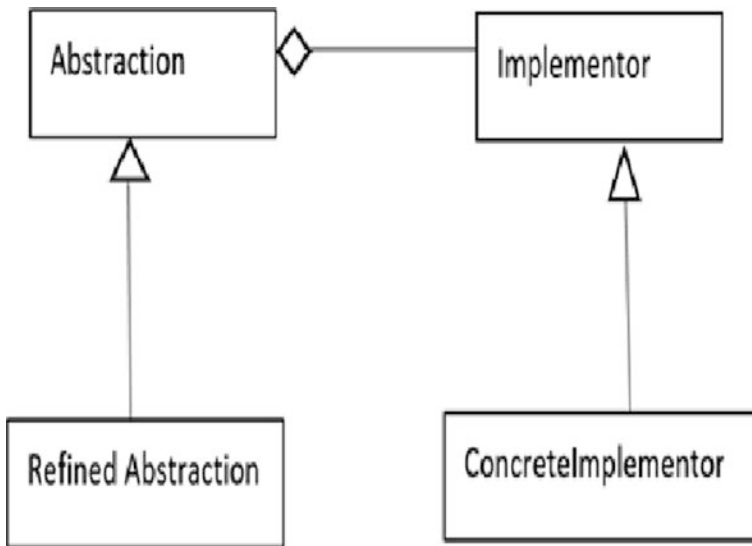 Abstraction
Implementor
Refined Abstraction
ConcreteImplementor